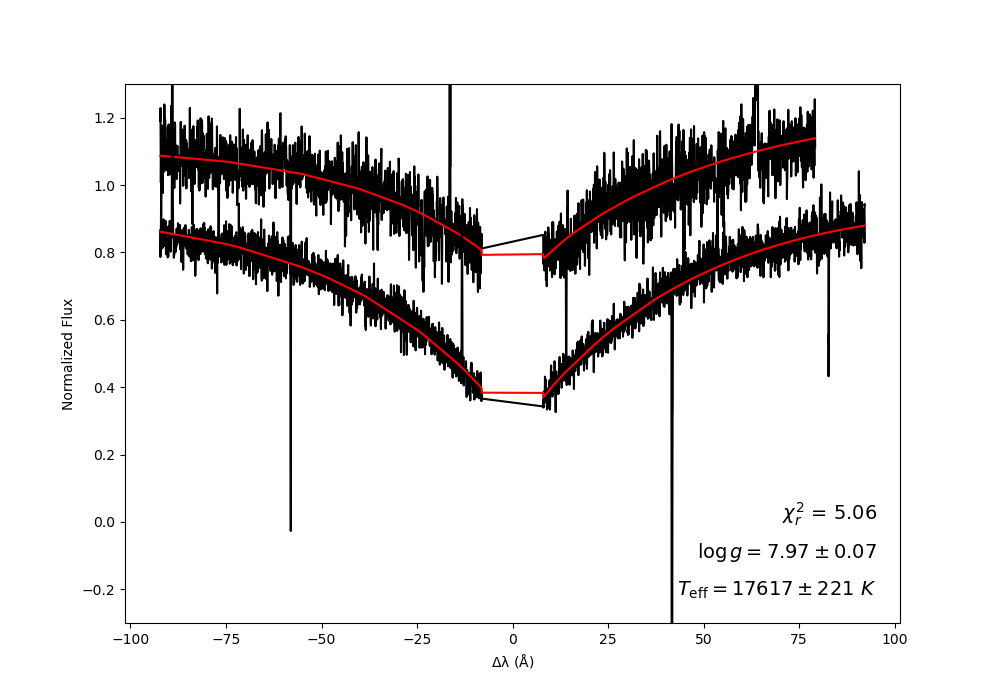 1.2
1.0
0.8
0.6
0.4
0.2
0.0
−0.2
Normalized Flux
−100 −75 −50 −25 0 25 50 75 100
Δλ (Å)
χ²ᵣ = 5.06
log g = 7.97 ± 0.07
T_eff = 17617 ± 221 K